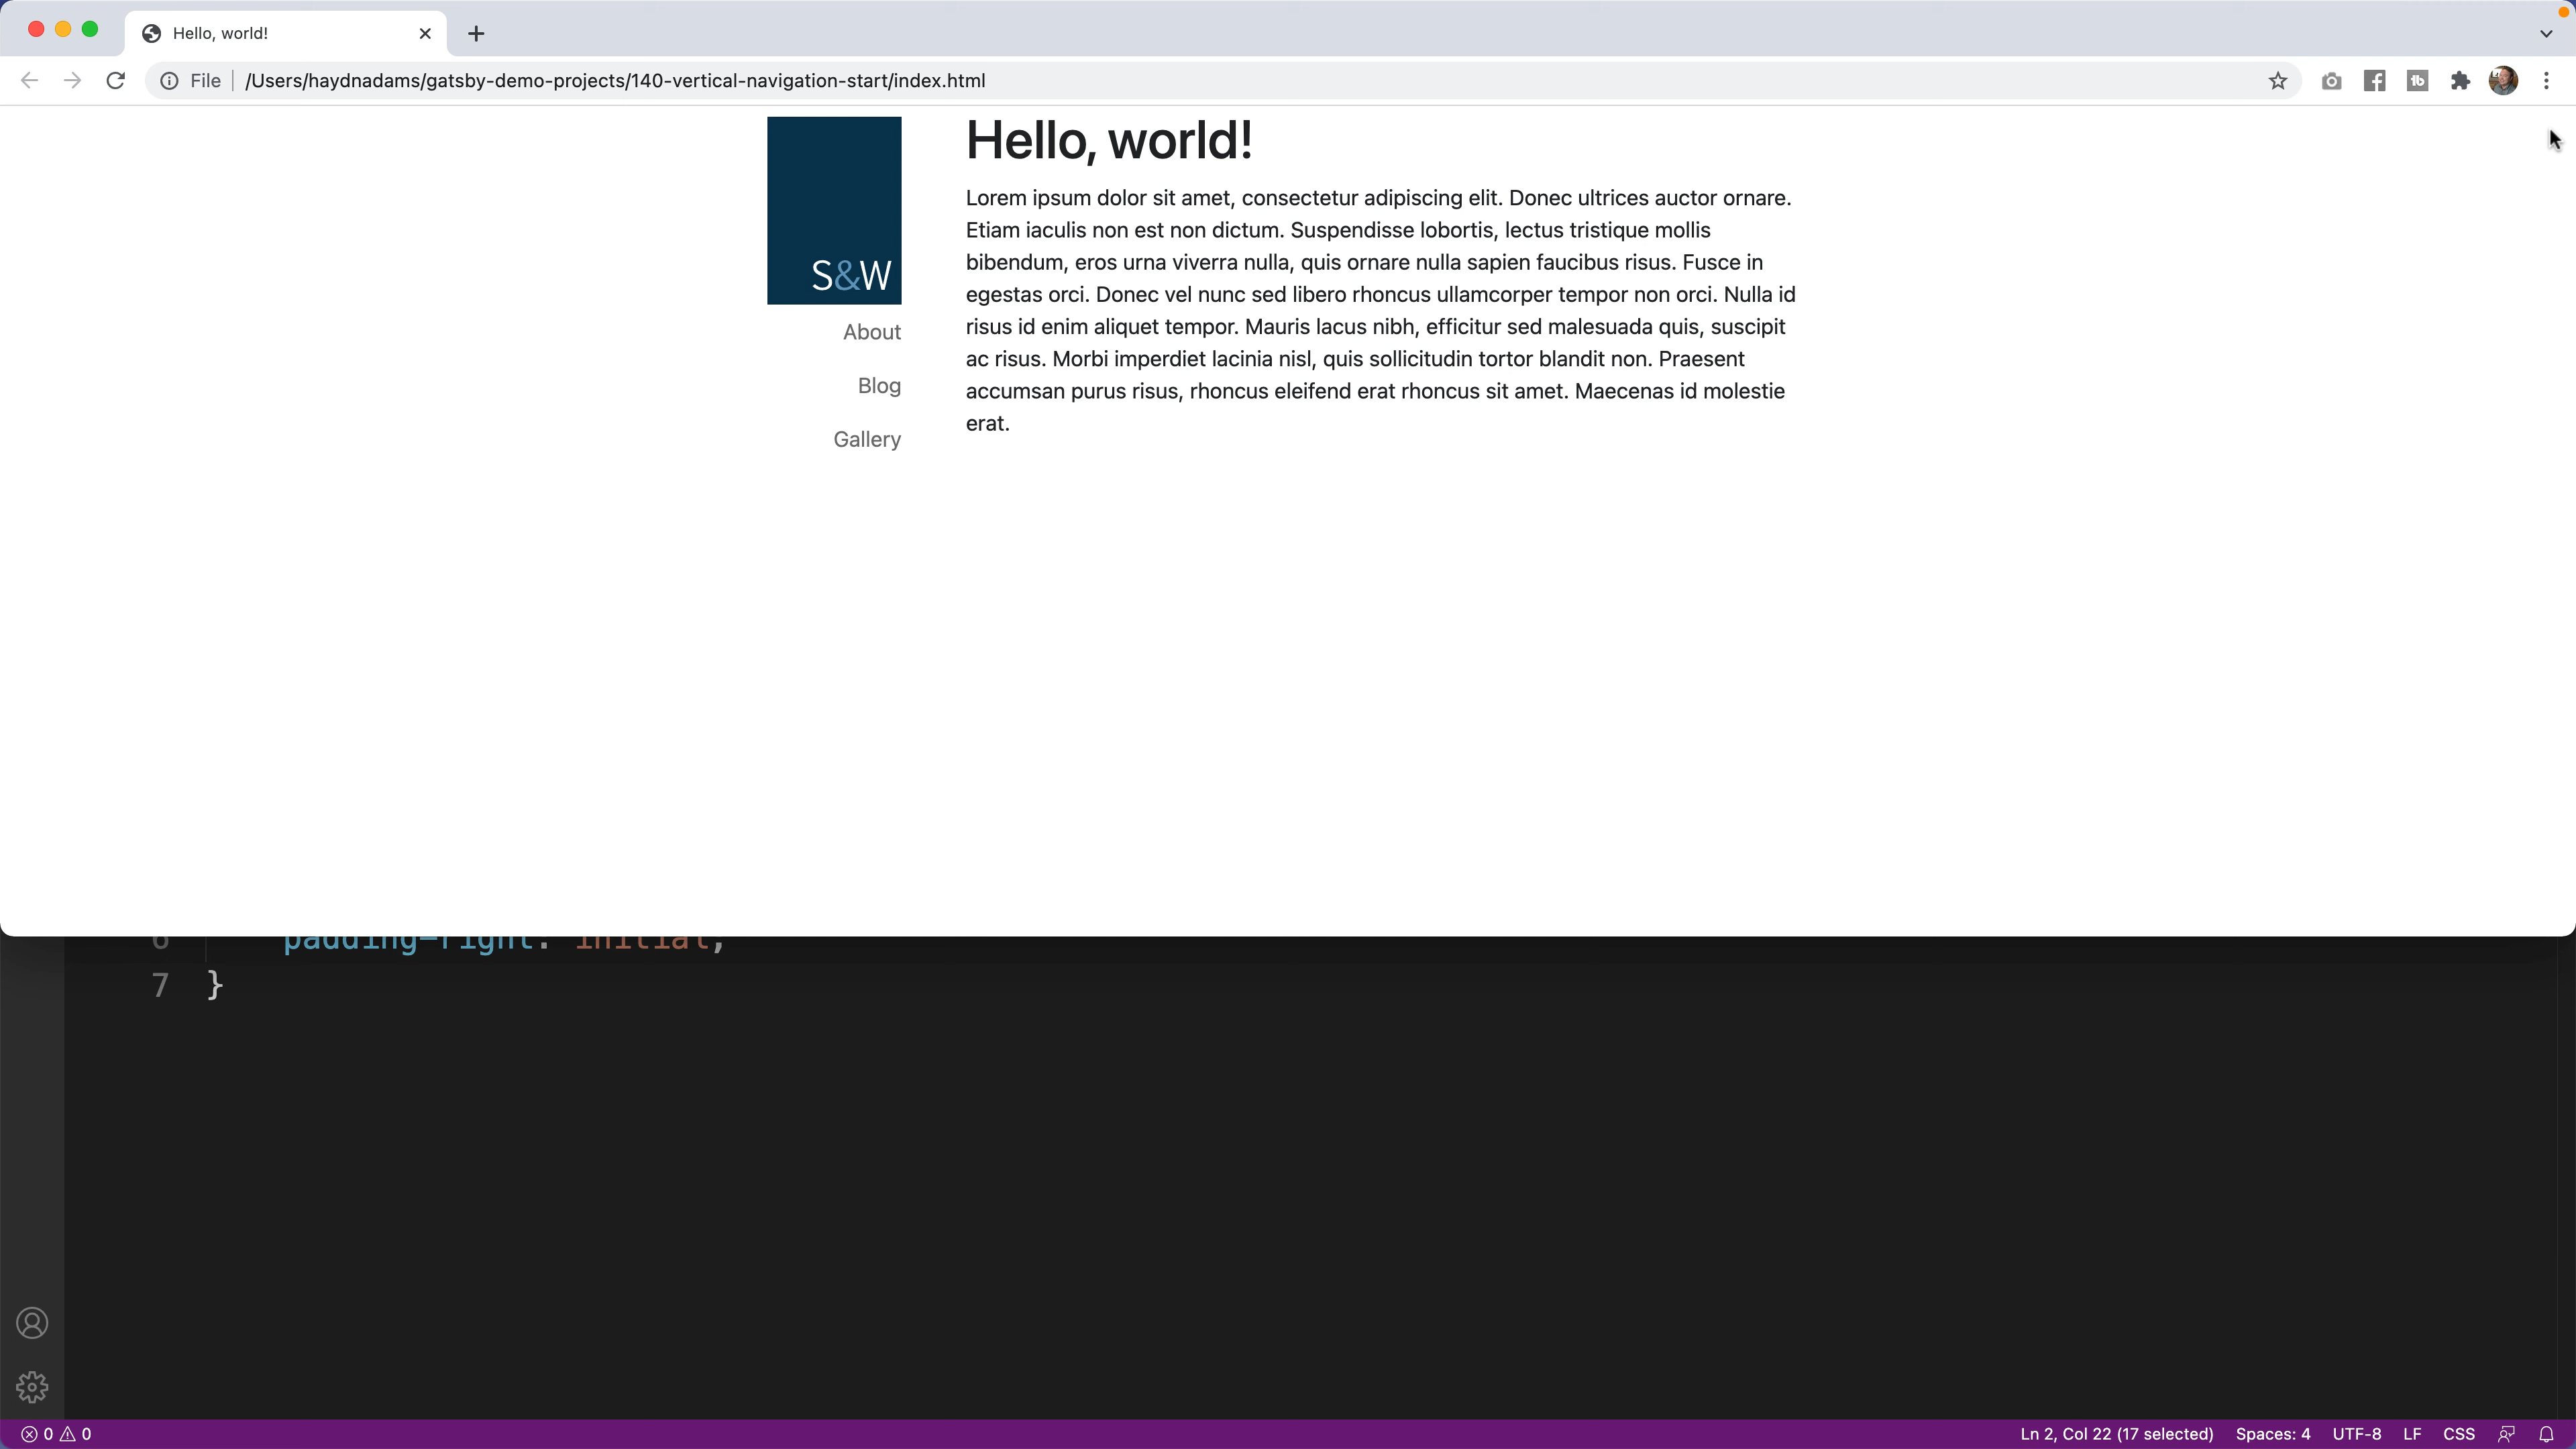 Hello, world!
File /Users/haydnadams/gatsby-demo-projects/140-vertical-navigation-start/index.html
S&W
About
Blog
Gallery
Hello, world!
Lorem ipsum dolor sit amet, consectetur adipiscing elit. Donec ultrices auctor ornare.
Etiam iaculis non est non dictum. Suspendisse lobortis, lectus tristique mollis
bibendum, eros urna viverra nulla, quis ornare nulla sapien faucibus risus. Fusce in
egestas orci. Donec vel nunc sed libero rhoncus ullamcorper tempor non orci. Nulla id
risus id enim aliquet tempor. Mauris lacus nibh, efficitur sed malesuada quis, suscipit
ac risus. Morbi imperdiet lacinia nisl, quis sollicitudin tortor blandit non. Praesent
accumsan purus risus, rhoncus eleifend erat rhoncus sit amet. Maecenas id molestie
erat.
6 padding-right: initial;
7 }
0 0 Ln 2, Col 22 (17 selected) Spaces: 4 UTF-8 LF CSS